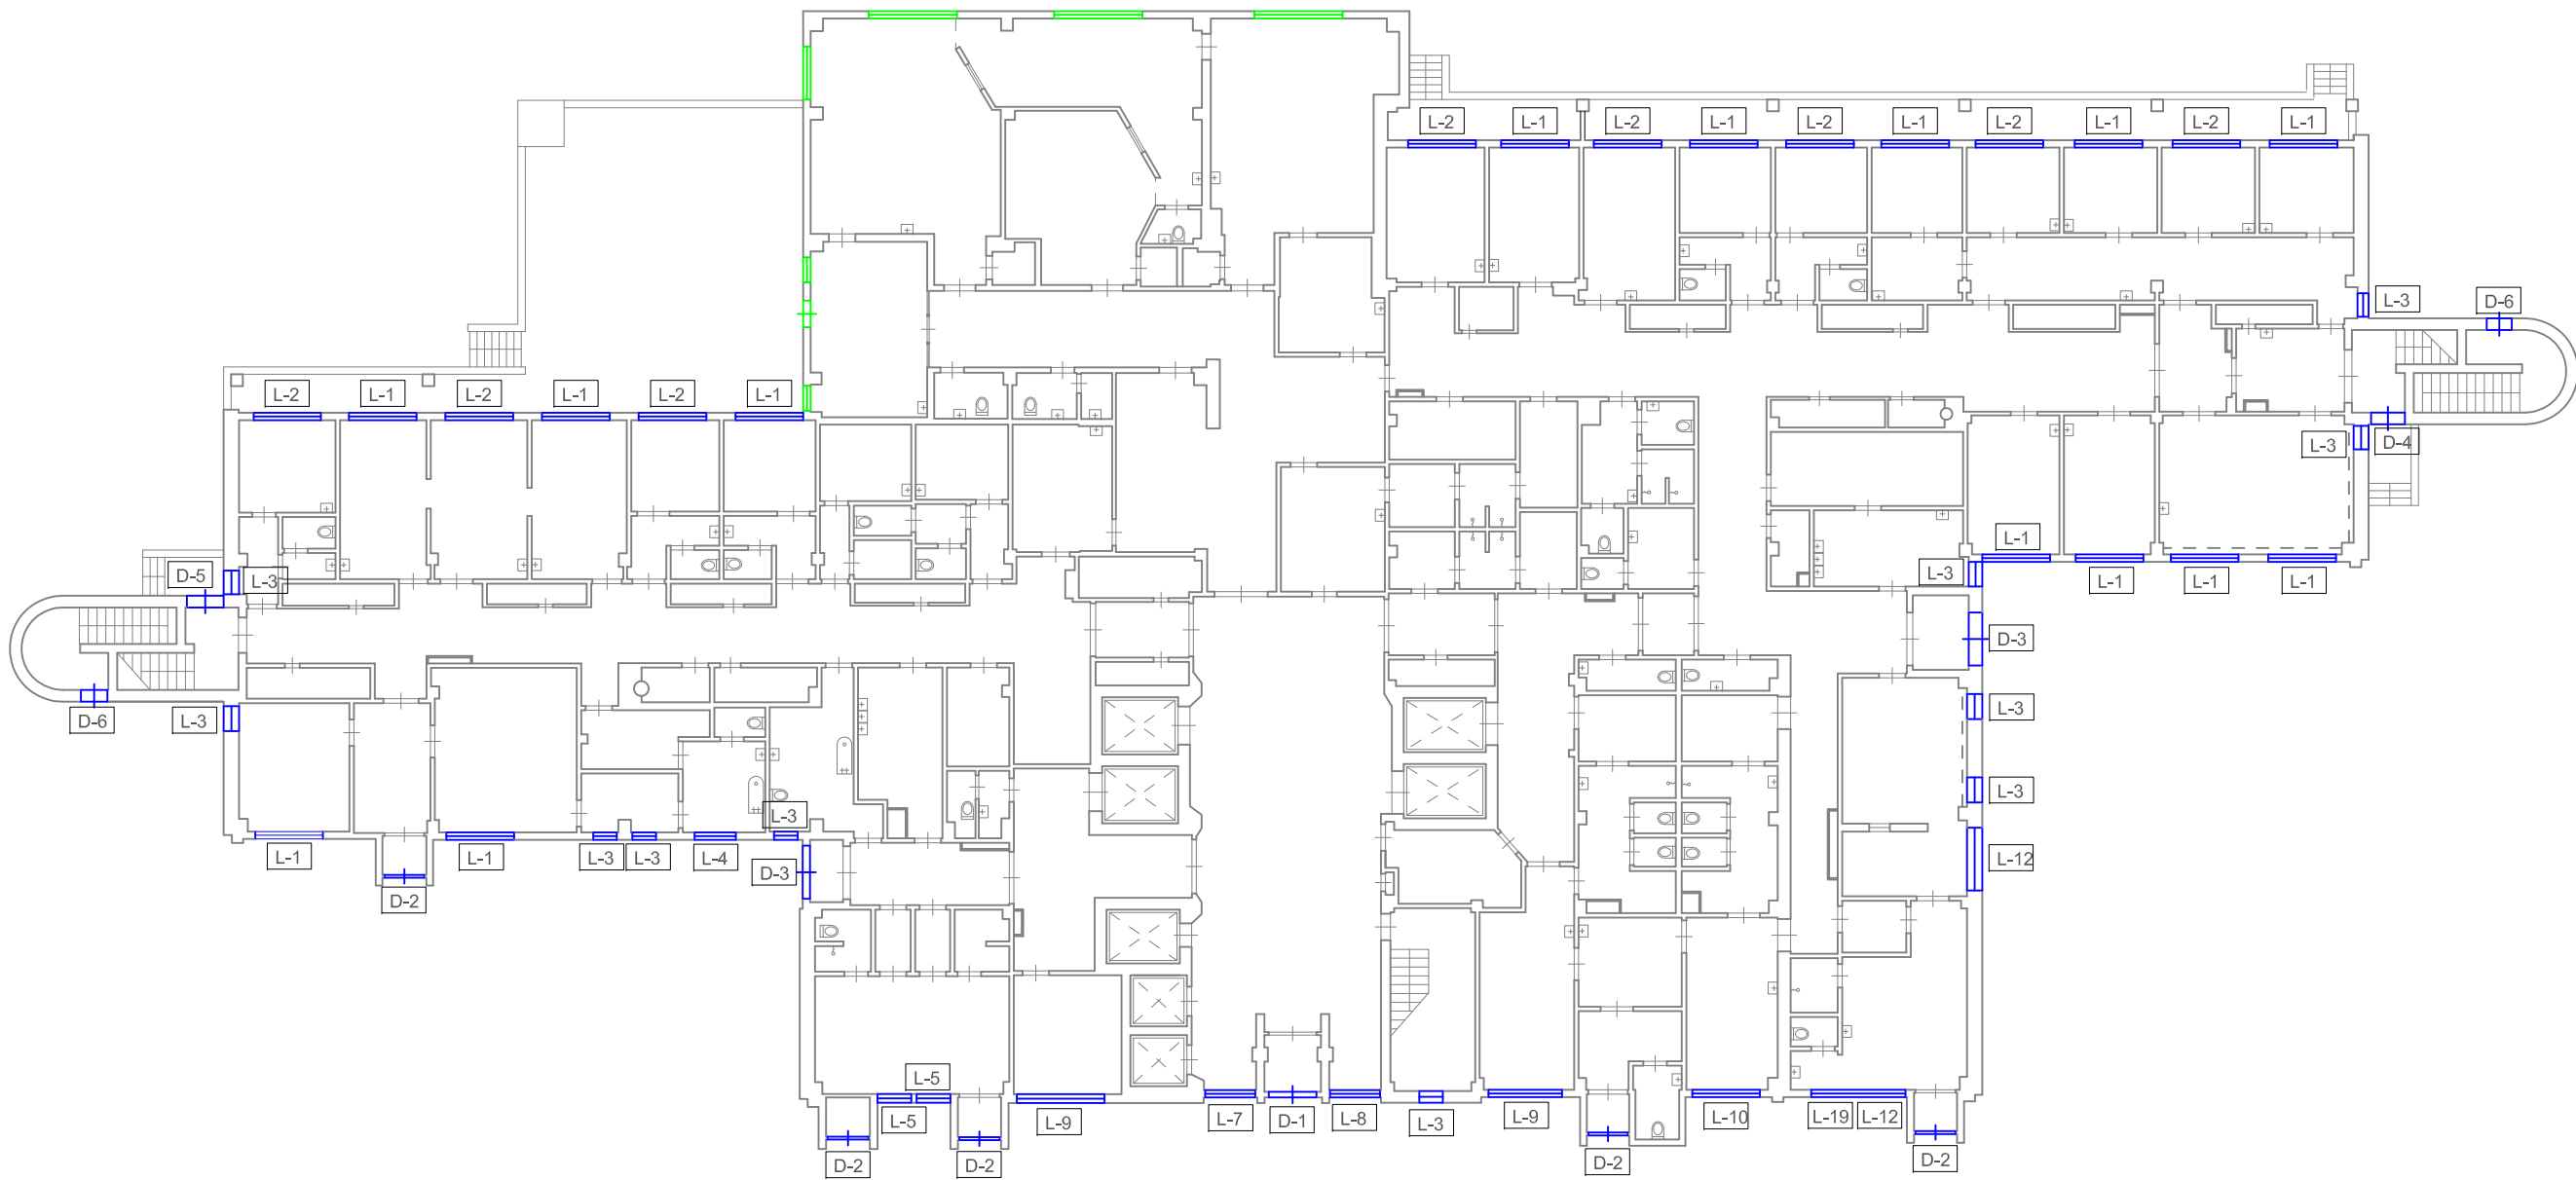 L-2 L-1 L-2 L-1 L-2 L-1 L-2 L-1 L-2 L-1
L-3 D-6
L-2 L-1 L-2 L-1 L-2 L-1
L-3 D-4
L-1
D-5 L-3
L-3
L-1 L-1 L-1
D-3
D-6 L-3
L-3
L-3
L-3
L-1 L-1 L-3 L-3 L-4 D-3 L-12
D-2
L-5
L-5 L-9 L-7 D-1 L-8 L-3 L-9 L-10 L-19 L-12
D-2 D-2 D-2 D-2